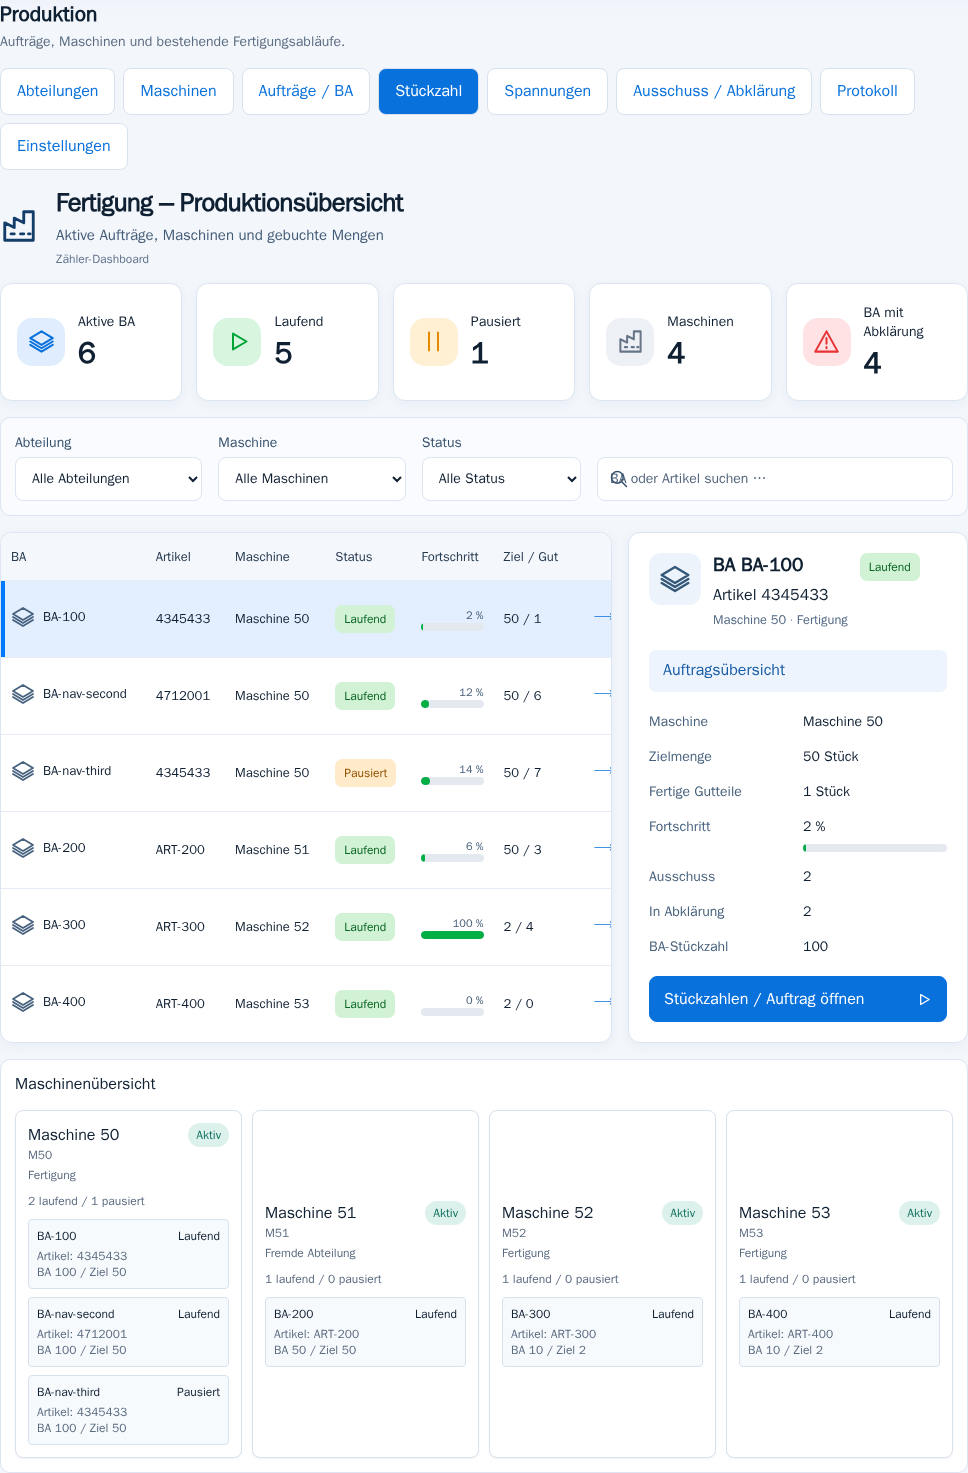 Produktion
Aufträge, Maschinen und bestehende Fertigungsabläufe.
Abteilungen
Maschinen
Aufträge / BA
Stückzahl
Spannungen
Ausschuss / Abklärung
Protokoll
Einstellungen
Fertigung – Produktionsübersicht
Aktive Aufträge, Maschinen und gebuchte Mengen
Zähler-Dashboard
Aktive BA
6
Laufend
5
Pausiert
1
Maschinen
4
BA mit
Abklärung
4
Abteilung
Maschine
Status
Alle Abteilungen
Alle Maschinen
Alle Status
BA oder Artikel suchen ...
BA Artikel Maschine Status Fortschritt Ziel / Gut
BA-100 4345433 Maschine 50 Laufend 2 % 50 / 1
BA-nav-second 4712001 Maschine 50 Laufend 12 % 50 / 6
BA-nav-third 4345433 Maschine 50 Pausiert 14 % 50 / 7
BA-200 ART-200 Maschine 51 Laufend 6 % 50 / 3
BA-300 ART-300 Maschine 52 Laufend 100 % 2 / 4
BA-400 ART-400 Maschine 53 Laufend 0 % 2 / 0
BA BA-100
Laufend
Artikel 4345433
Maschine 50 · Fertigung
Auftragsübersicht
Maschine Maschine 50
Zielmenge 50 Stück
Fertige Gutteile 1 Stück
Fortschritt 2 %
Ausschuss 2
In Abklärung 2
BA-Stückzahl 100
Stückzahlen / Auftrag öffnen
Maschinenübersicht
Maschine 50 Aktiv
M50
Fertigung
2 laufend / 1 pausiert
BA-100 Laufend
Artikel: 4345433
BA 100 / Ziel 50
BA-nav-second Laufend
Artikel: 4712001
BA 100 / Ziel 50
BA-nav-third Pausiert
Artikel: 4345433
BA 100 / Ziel 50
Maschine 51 Aktiv
M51
Fremde Abteilung
1 laufend / 0 pausiert
BA-200 Laufend
Artikel: ART-200
BA 50 / Ziel 50
Maschine 52 Aktiv
M52
Fertigung
1 laufend / 0 pausiert
BA-300 Laufend
Artikel: ART-300
BA 10 / Ziel 2
Maschine 53 Aktiv
M53
Fertigung
1 laufend / 0 pausiert
BA-400 Laufend
Artikel: ART-400
BA 10 / Ziel 2